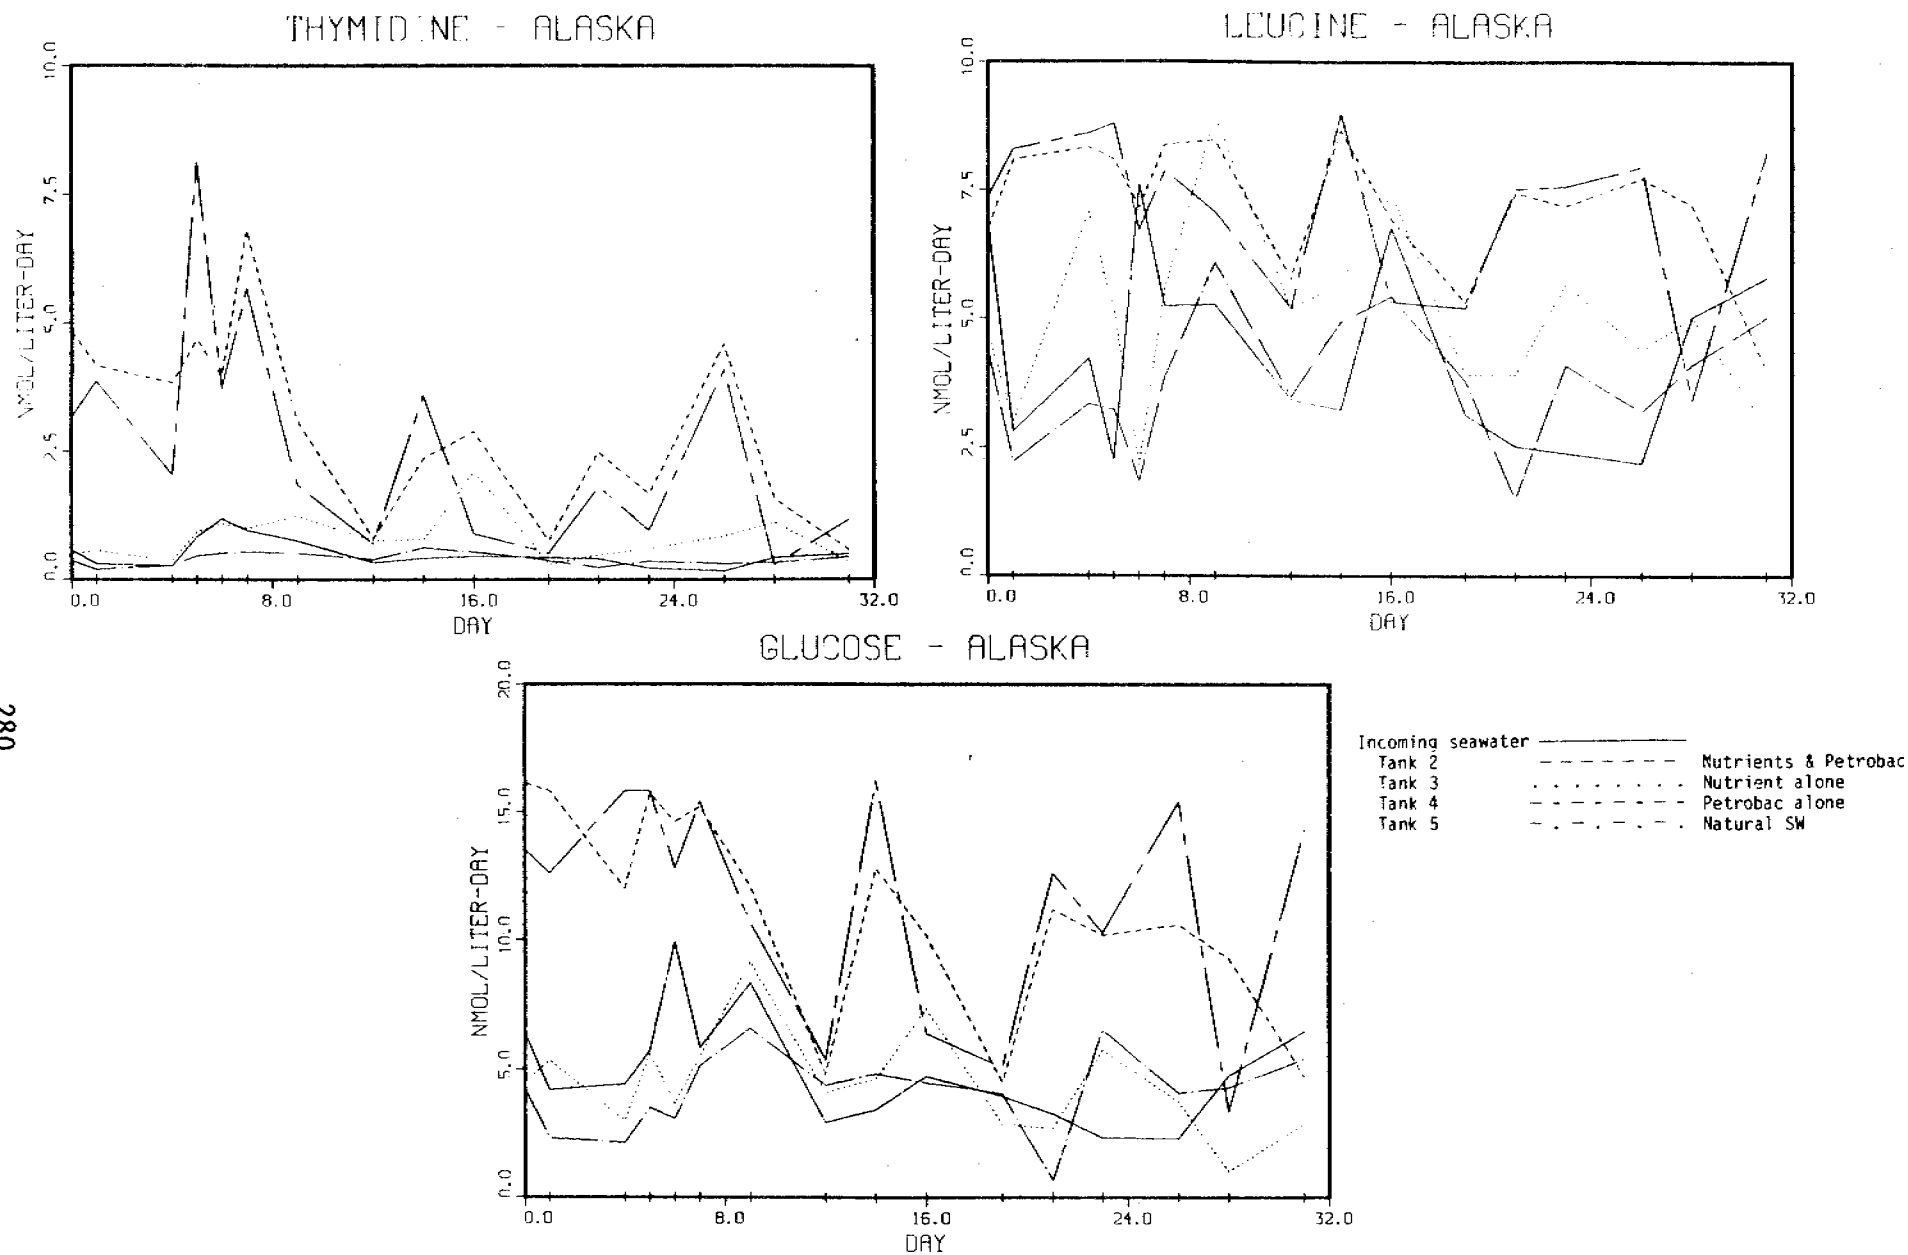 THYMIDINE - ALASKA
10.0
7.5
5.0
2.5
0.0
NMOL/LITER-DAY
0.0 8.0 16.0 24.0 32.0
DAY
LEUCINE - ALASKA
10.0
7.5
5.0
2.5
0.0
NMOL/LITER-DAY
0.0 8.0 16.0 24.0 32.0
DAY
GLUCOSE - ALASKA
20.0
15.0
10.0
5.0
0.0
NMOL/LITER-DAY
0.0 8.0 16.0 24.0 32.0
DAY
Incoming seawater
Tank 2 Nutrients & Petrobac
Tank 3 Nutrient alone
Tank 4 Petrobac alone
Tank 5 Natural SW
280